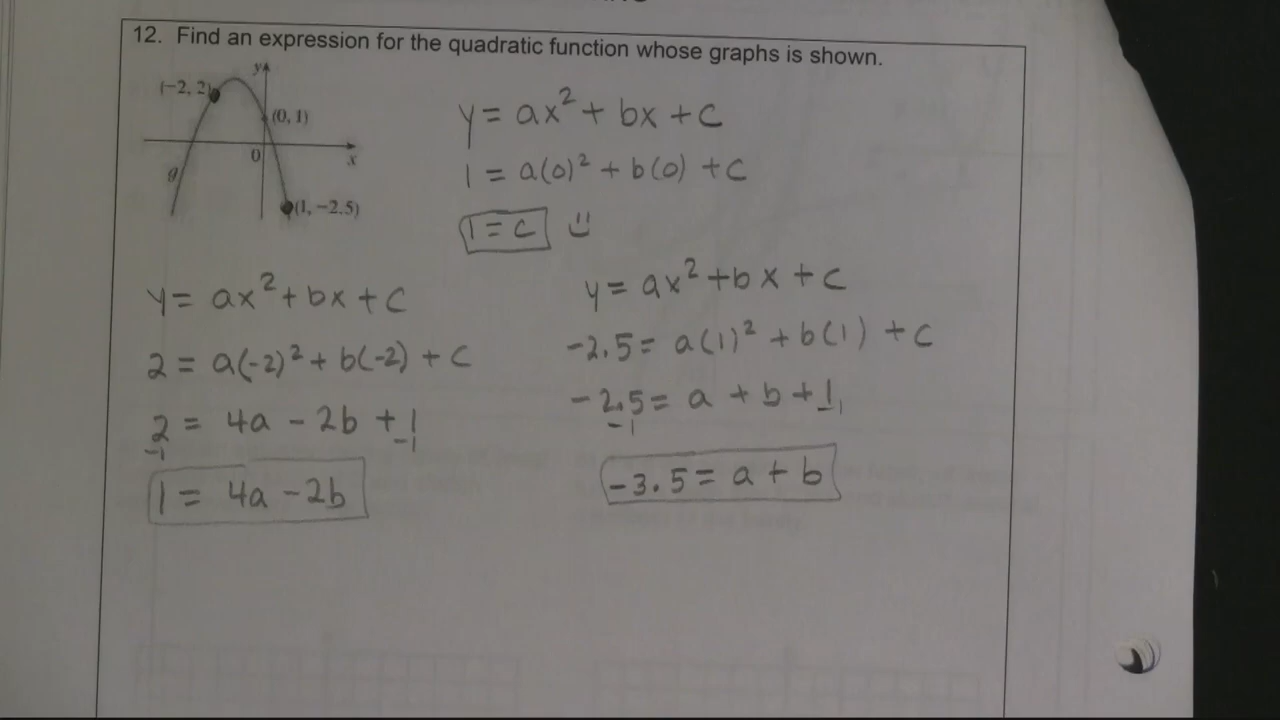 12. Find an expression for the quadratic function whose graphs is shown.
y
(-2, 2)
(0, 1)
0
x
g
(1, -2.5)
y = ax² + bx + c
1 = a(0)² + b(0) + c
1 = c
y = ax² + bx + c
2 = a(-2)² + b(-2) + c
2 = 4a - 2b + 1
-1 -1
1 = 4a - 2b
y = ax² + bx + c
-2.5 = a(1)² + b(1) + c
-2.5 = a + b + 1
-1
-3.5 = a + b